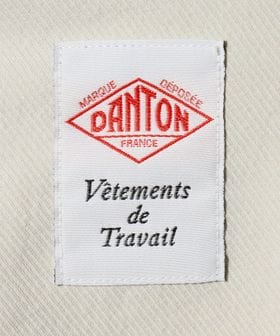 MARQUE DÉPOSÉE
DANTON
FRANCE
Vêtements
de
Travail